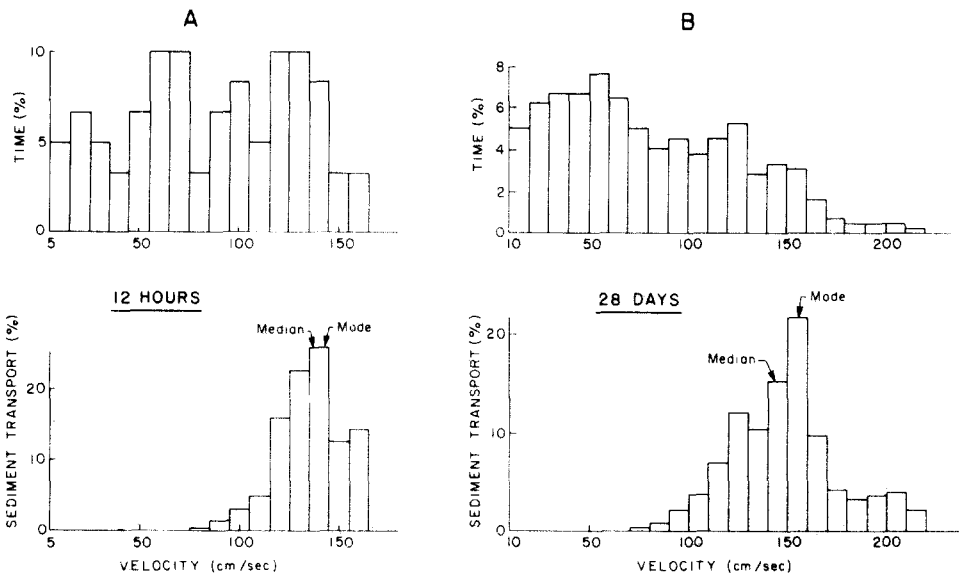 A
B
TIME (%)
10
5
0
5
50
100
150
TIME (%)
8
6
4
2
0
10
50
100
150
200
12 HOURS
28 DAYS
SEDIMENT TRANSPORT (%)
20
10
0
Median
Mode
5
50
100
150
VELOCITY (cm/sec)
SEDIMENT TRANSPORT (%)
20
10
0
Median
Mode
10
50
100
150
200
VELOCITY (cm/sec)